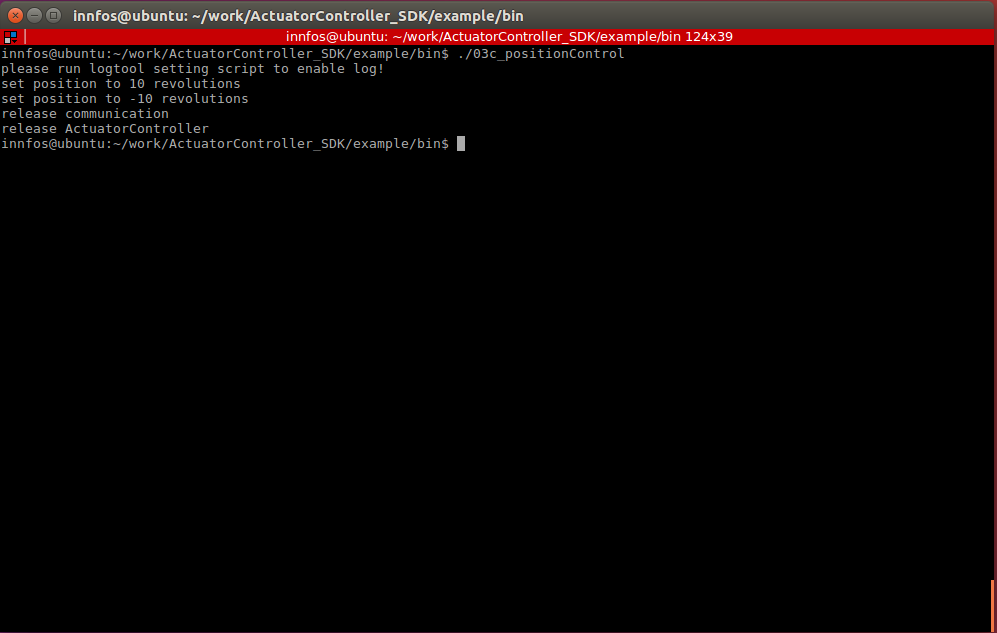 innfos@ubuntu: ~/work/ActuatorController_SDK/example/bin
innfos@ubuntu: ~/work/ActuatorController_SDK/example/bin 124x39
innfos@ubuntu:~/work/ActuatorController_SDK/example/bin$ ./03c_positionControl
please run logtool setting script to enable log!
set position to 10 revolutions
set position to -10 revolutions
release communication
release ActuatorController
innfos@ubuntu:~/work/ActuatorController_SDK/example/bin$